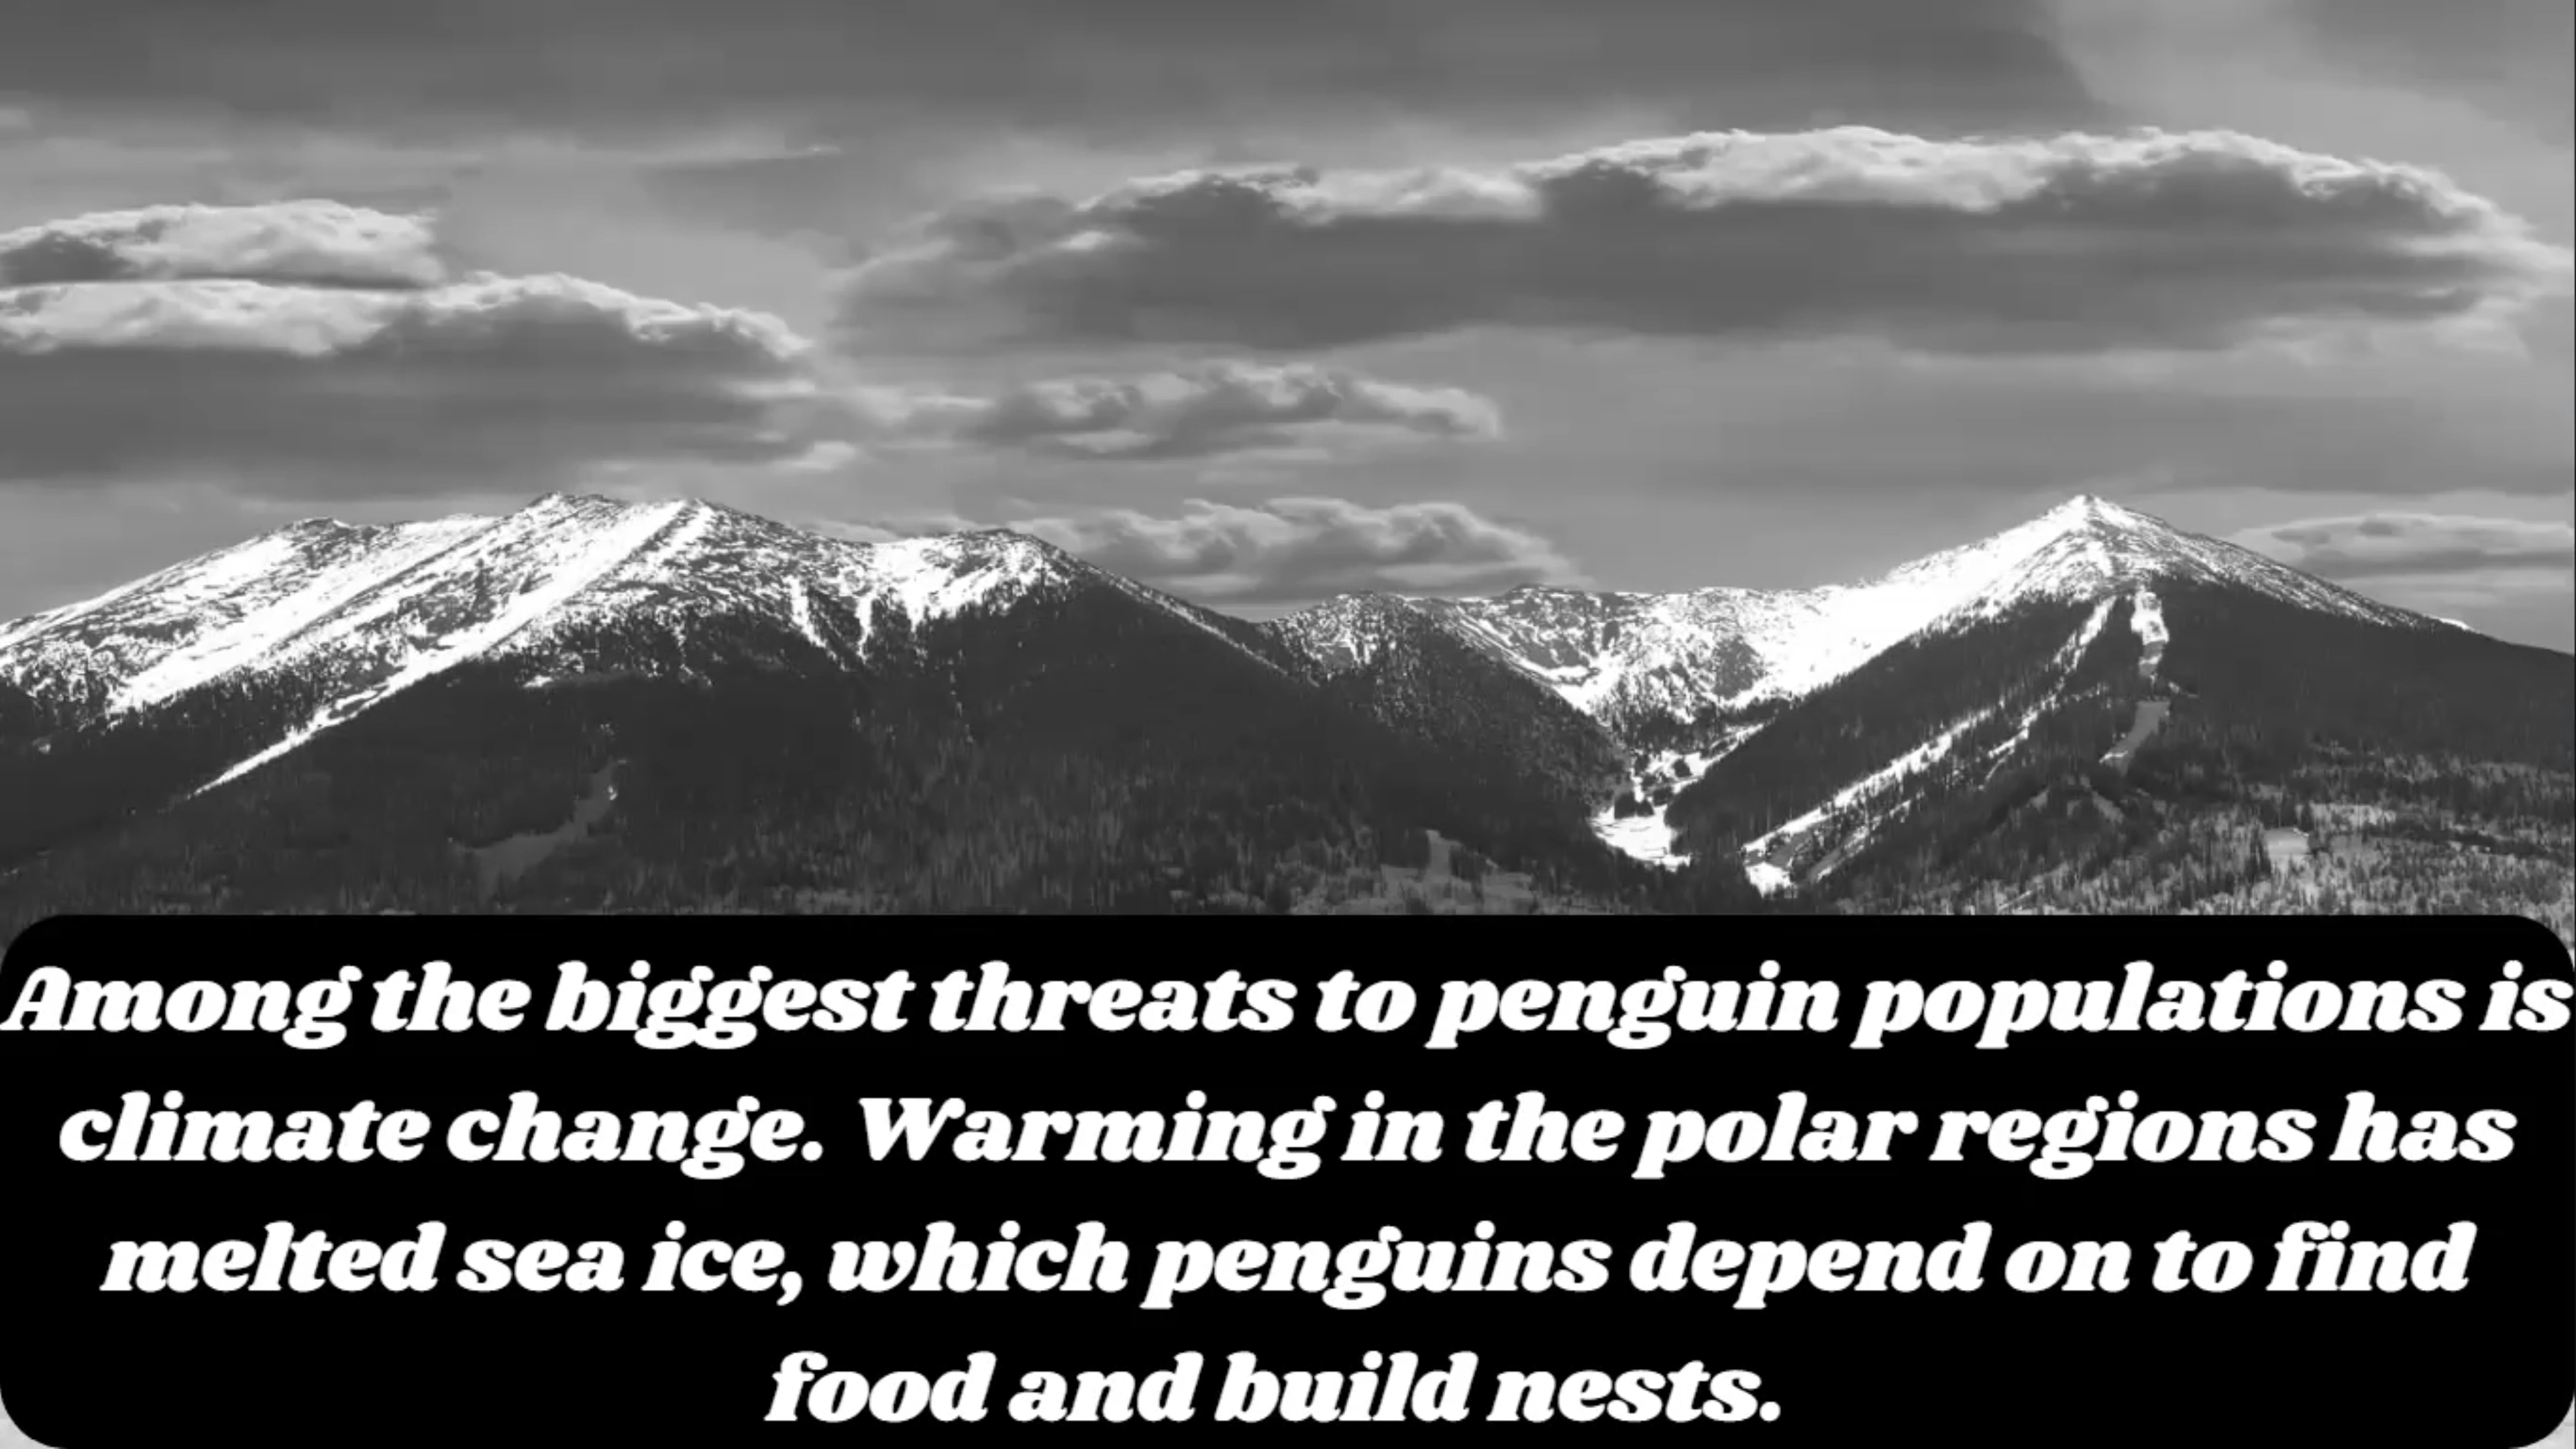 Among the biggest threats to penguin populations is
climate change. Warming in the polar regions has
melted sea ice, which penguins depend on to find
food and build nests.